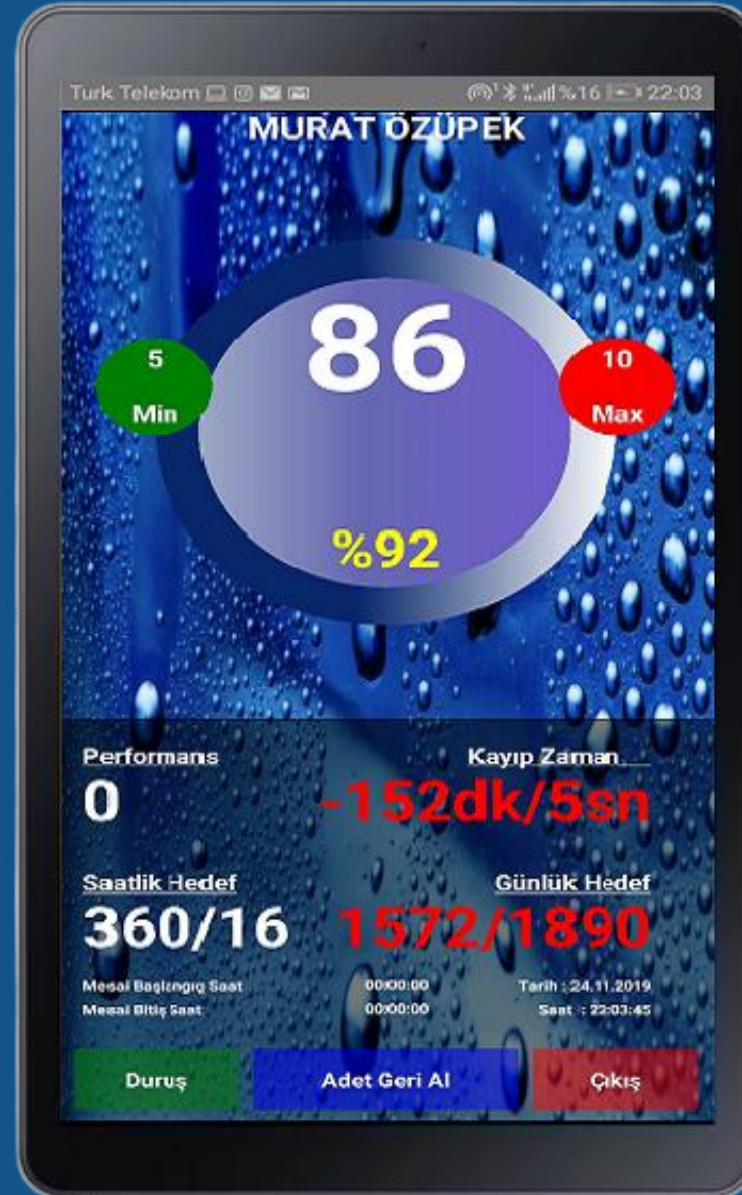 Turk Telekom %16 22:03
MURAT ÖZÜPEK
86
5
Min
10
Max
%92
Performans Kayıp Zaman
0 -152dk/5sn
Saatlik Hedef Günlük Hedef
360/16 1572/1890
Mesai Başlangıç Saat 00:00:00 Tarih : 24.11.2019
Mesai Bitiş Saat 00:00:00 Saat : 22:03:45
Duruş Adet Geri Al Çıkış